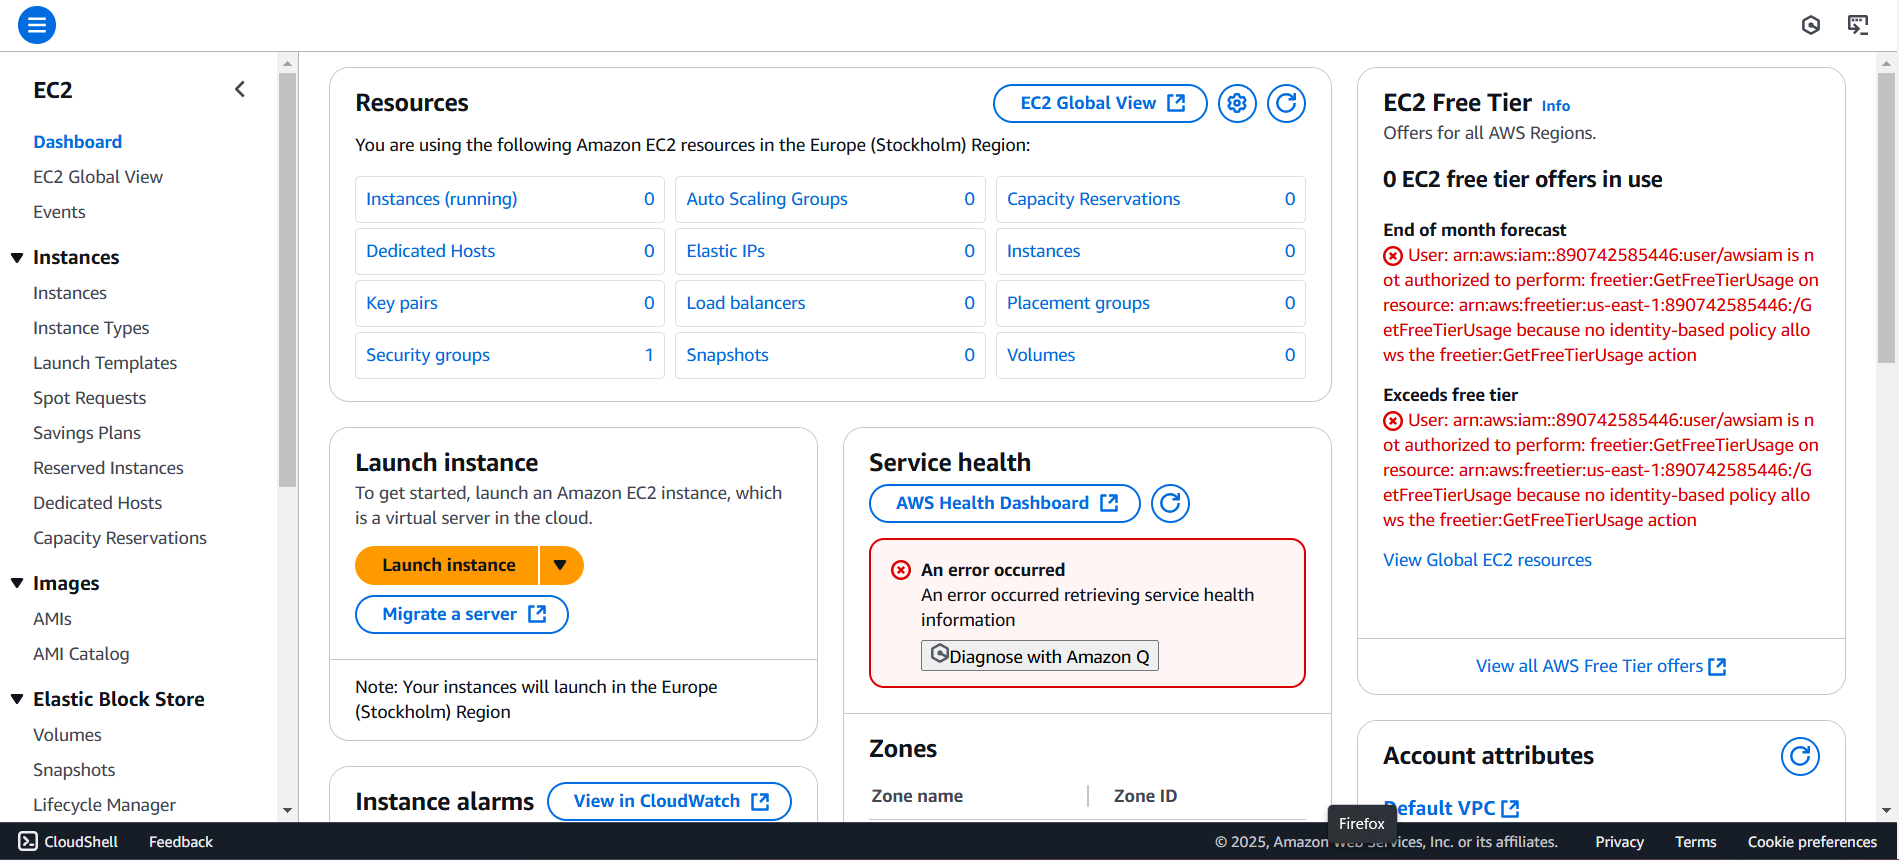 EC2
Dashboard
EC2 Global View
Events
Instances
Instances
Instance Types
Launch Templates
Spot Requests
Savings Plans
Reserved Instances
Dedicated Hosts
Capacity Reservations
Images
AMIs
AMI Catalog
Elastic Block Store
Volumes
Snapshots
Lifecycle Manager
Resources
EC2 Global View
You are using the following Amazon EC2 resources in the Europe (Stockholm) Region:
Instances (running) 0
Auto Scaling Groups 0
Capacity Reservations 0
Dedicated Hosts 0
Elastic IPs 0
Instances 0
Key pairs 0
Load balancers 0
Placement groups 0
Security groups 1
Snapshots 0
Volumes 0
Launch instance
To get started, launch an Amazon EC2 instance, which
is a virtual server in the cloud.
Launch instance
Migrate a server
Note: Your instances will launch in the Europe
(Stockholm) Region
Instance alarms
View in CloudWatch
Service health
AWS Health Dashboard
An error occurred
An error occurred retrieving service health
information
Diagnose with Amazon Q
Zones
Zone name Zone ID
EC2 Free Tier Info
Offers for all AWS Regions.
0 EC2 free tier offers in use
End of month forecast
User: arn:aws:iam::890742585446:user/awsiam is n
ot authorized to perform: freetier:GetFreeTierUsage on
resource: arn:aws:freetier:us-east-1:890742585446:/G
etFreeTierUsage because no identity-based policy allo
ws the freetier:GetFreeTierUsage action
Exceeds free tier
User: arn:aws:iam::890742585446:user/awsiam is n
ot authorized to perform: freetier:GetFreeTierUsage on
resource: arn:aws:freetier:us-east-1:890742585446:/G
etFreeTierUsage because no identity-based policy allo
ws the freetier:GetFreeTierUsage action
View Global EC2 resources
View all AWS Free Tier offers
Account attributes
Default VPC
Firefox
CloudShell Feedback
© 2025, Amazon Web Services, Inc. or its affiliates. Privacy Terms Cookie preferences